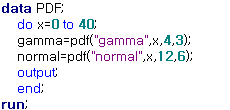 data PDF;
do x=0 to 40;
gamma=pdf("gamma",x,4,3);
normal=pdf("normal",x,12,6);
output;
end;
run;